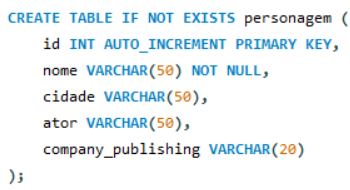 CREATE TABLE IF NOT EXISTS personagem (
    id INT AUTO_INCREMENT PRIMARY KEY,
    nome VARCHAR(50) NOT NULL,
    cidade VARCHAR(50),
    ator VARCHAR(50),
    company_publishing VARCHAR(20)
);